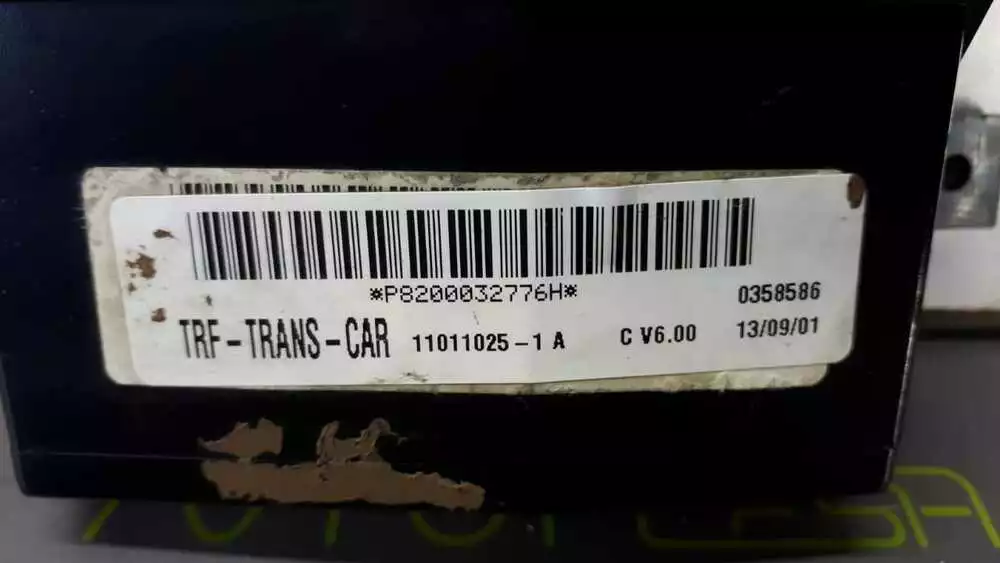 *P8200032776H*
0358586
TRF-TRANS-CAR 11011025-1 A C V6.00 13/09/01